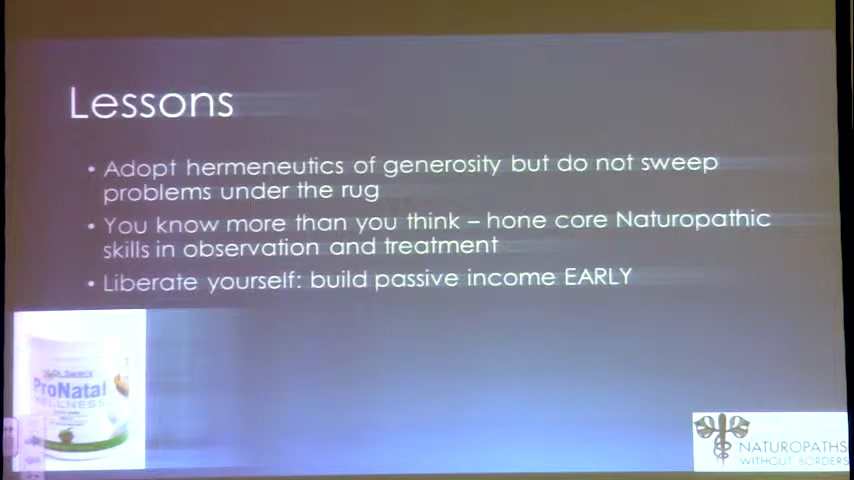 Lessons
• Adopt hermeneutics of generosity but do not sweep
problems under the rug
• You know more than you think – hone core Naturopathic
skills in observation and treatment
• Liberate yourself: build passive income EARLY
ProNatal
WELLNESS
NATUROPATHS
WITHOUT BORDERS